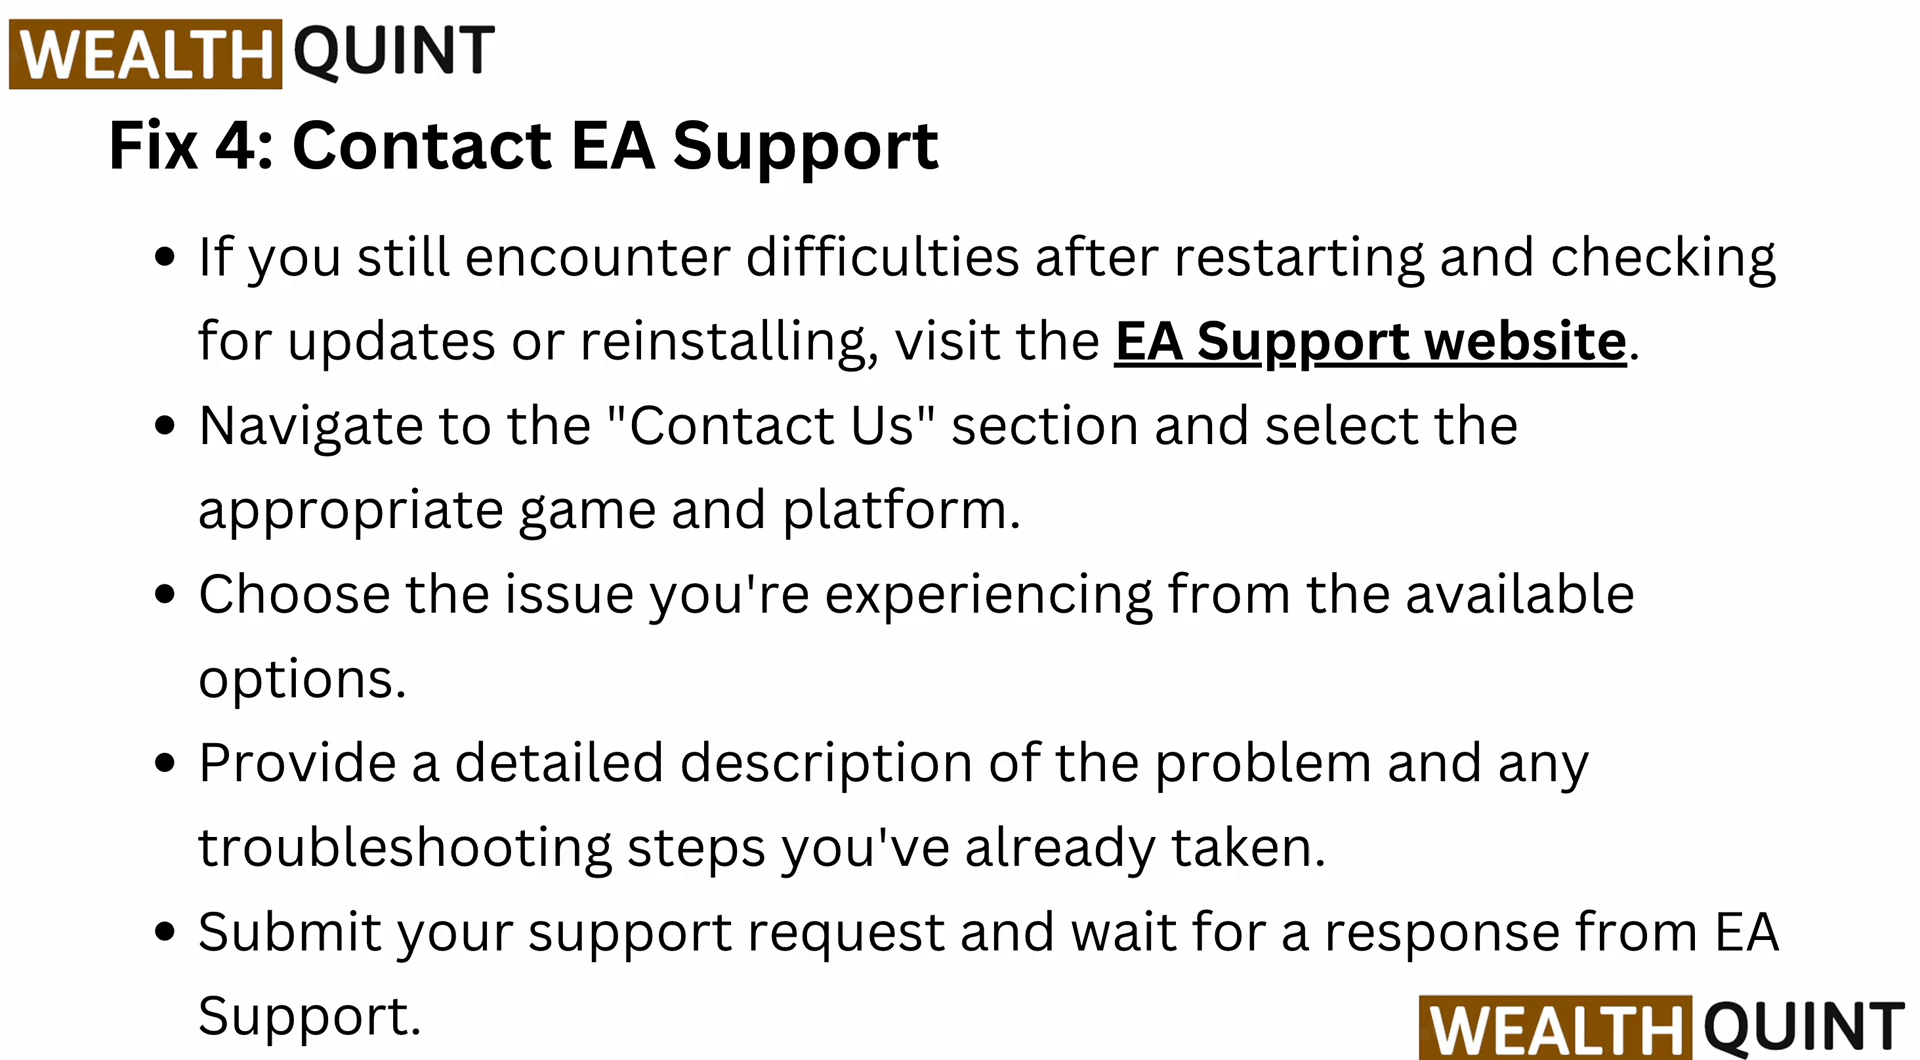 WEALTH QUINT
Fix 4: Contact EA Support
• If you still encounter difficulties after restarting and checking
for updates or reinstalling, visit the EA Support website.
• Navigate to the "Contact Us" section and select the
appropriate game and platform.
• Choose the issue you're experiencing from the available
options.
• Provide a detailed description of the problem and any
troubleshooting steps you've already taken.
• Submit your support request and wait for a response from EA
Support.
WEALTH QUINT